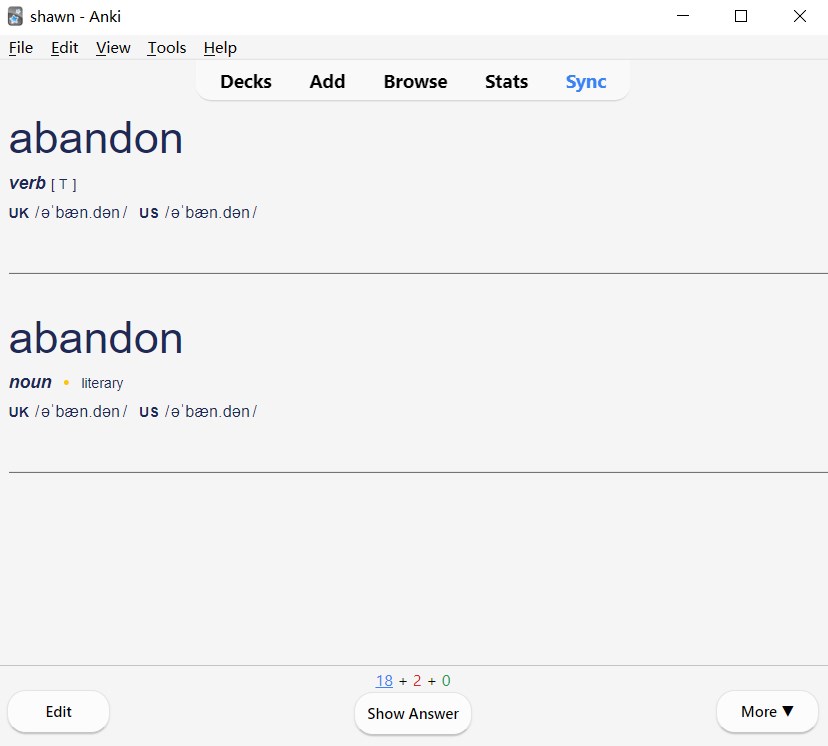 shawn - Anki
File Edit View Tools Help
Decks Add Browse Stats Sync
abandon
verb [ T ]
UK /əˈbæn.dən/ US /əˈbæn.dən/
abandon
noun • literary
UK /əˈbæn.dən/ US /əˈbæn.dən/
18 + 2 + 0
Edit Show Answer More ▼